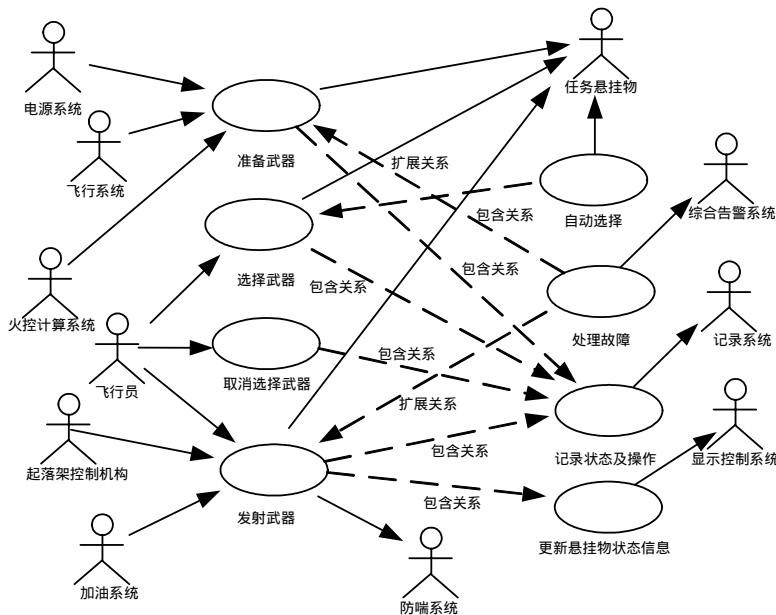 电源系统
任务悬挂物
准备武器
扩展关系
飞行系统
综合告警系统
包含关系
自动选择
包含关系
选择武器
包含关系
火控计算系统
处理故障
记录系统
包含关系
取消选择武器
飞行员
扩展关系
包含关系
记录状态及操作
显示控制系统
起落架控制机构
包含关系
发射武器
更新悬挂物状态信息
加油系统
防喘系统